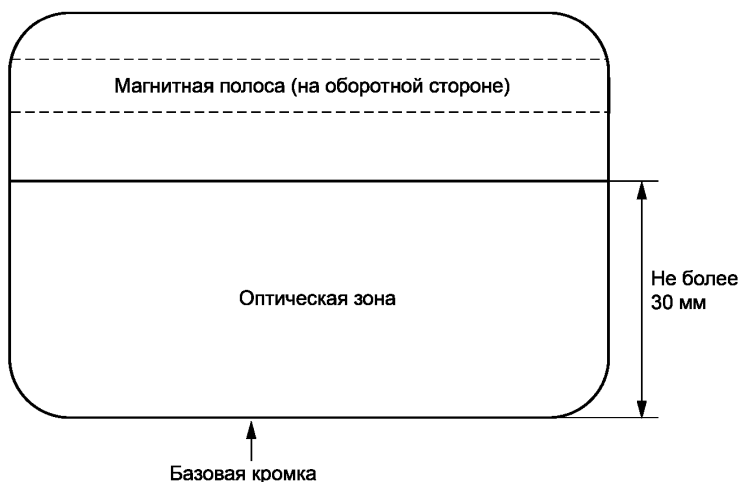 Магнитная полоса (на оборотной стороне)
Оптическая зона
Не более
30 мм
Базовая кромка